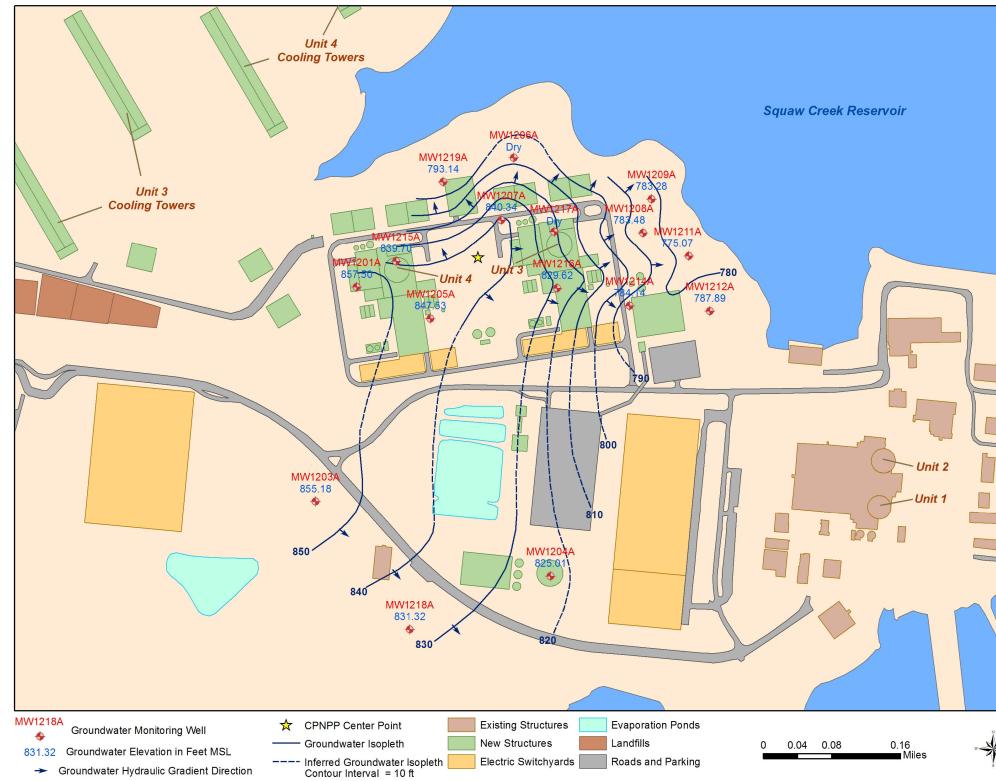 Unit 4
Cooling Towers
Squaw Creek Reservoir
MW1206A
Dry
MW1219A
793.14
Unit 3
Cooling Towers
MW1209A
783.28
MW1207A
840.34
MW1217A
Dry
MW1208A
783.48
MW1215A
839.70
MW1211A
775.07
MW1201A
857.50
Unit 4
Unit 3
MW1216A
829.62
780
MW1205A
847.63
MW1214A
MW1212A
787.89
790
800
Unit 2
Unit 1
MW1203A
855.18
810
850
MW1204A
825.01
840
MW1218A
831.32
830
820
MW1218A
Groundwater Monitoring Well
831.32
Groundwater Elevation in Feet MSL
Groundwater Hydraulic Gradient Direction
CPNPP Center Point
Groundwater Isopleth
Inferred Groundwater Isopleth
Contour Interval = 10 ft
Existing Structures
New Structures
Electric Switchyards
Evaporation Ponds
Landfills
Roads and Parking
0 0.04 0.08 0.16
Miles